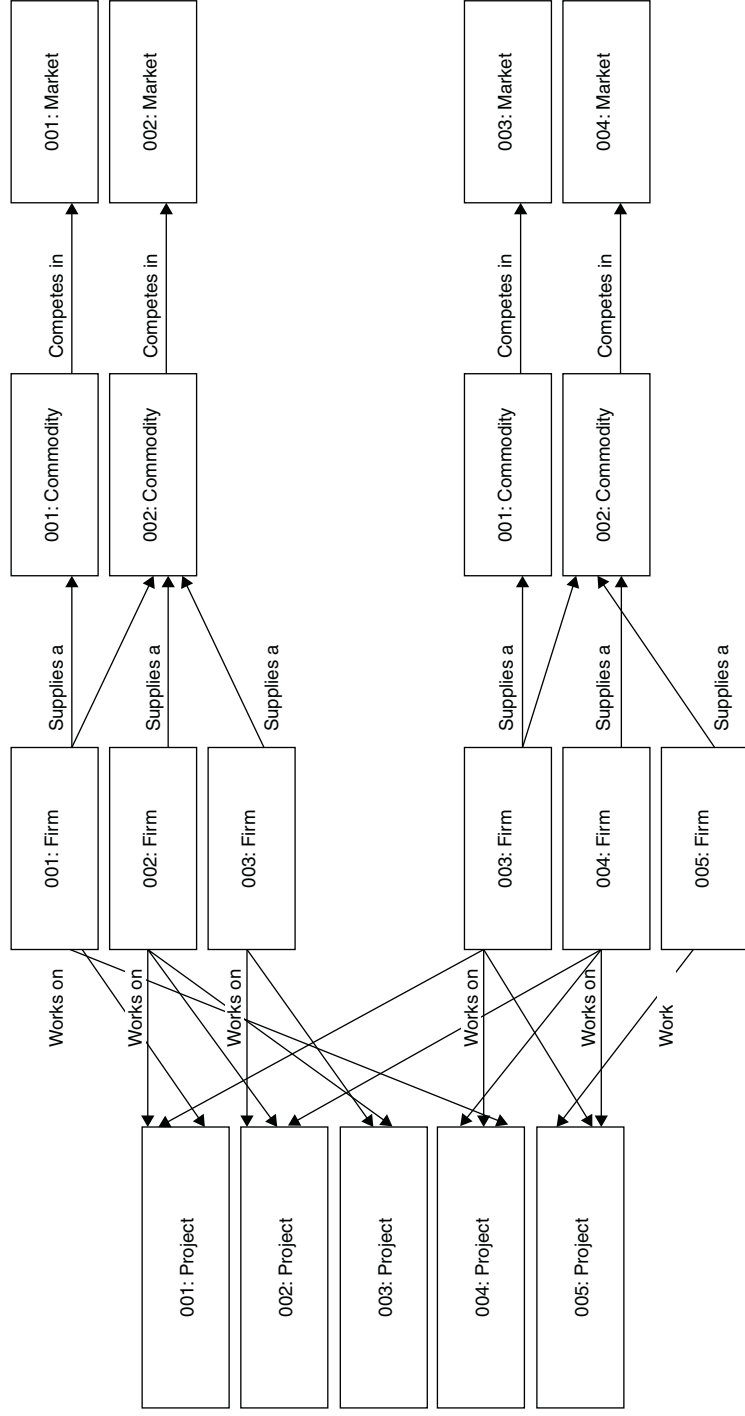 001: Market
002: Market
003: Market
004: Market
Competes in
Competes in
Competes in
Competes in
001: Commodity
002: Commodity
001: Commodity
002: Commodity
Supplies a
Supplies a
Supplies a
Supplies a
Supplies a
Supplies a
001: Firm
002: Firm
003: Firm
003: Firm
004: Firm
005: Firm
Works on
Works on
Works on
Works on
Works on
Work
001: Project
002: Project
003: Project
004: Project
005: Project